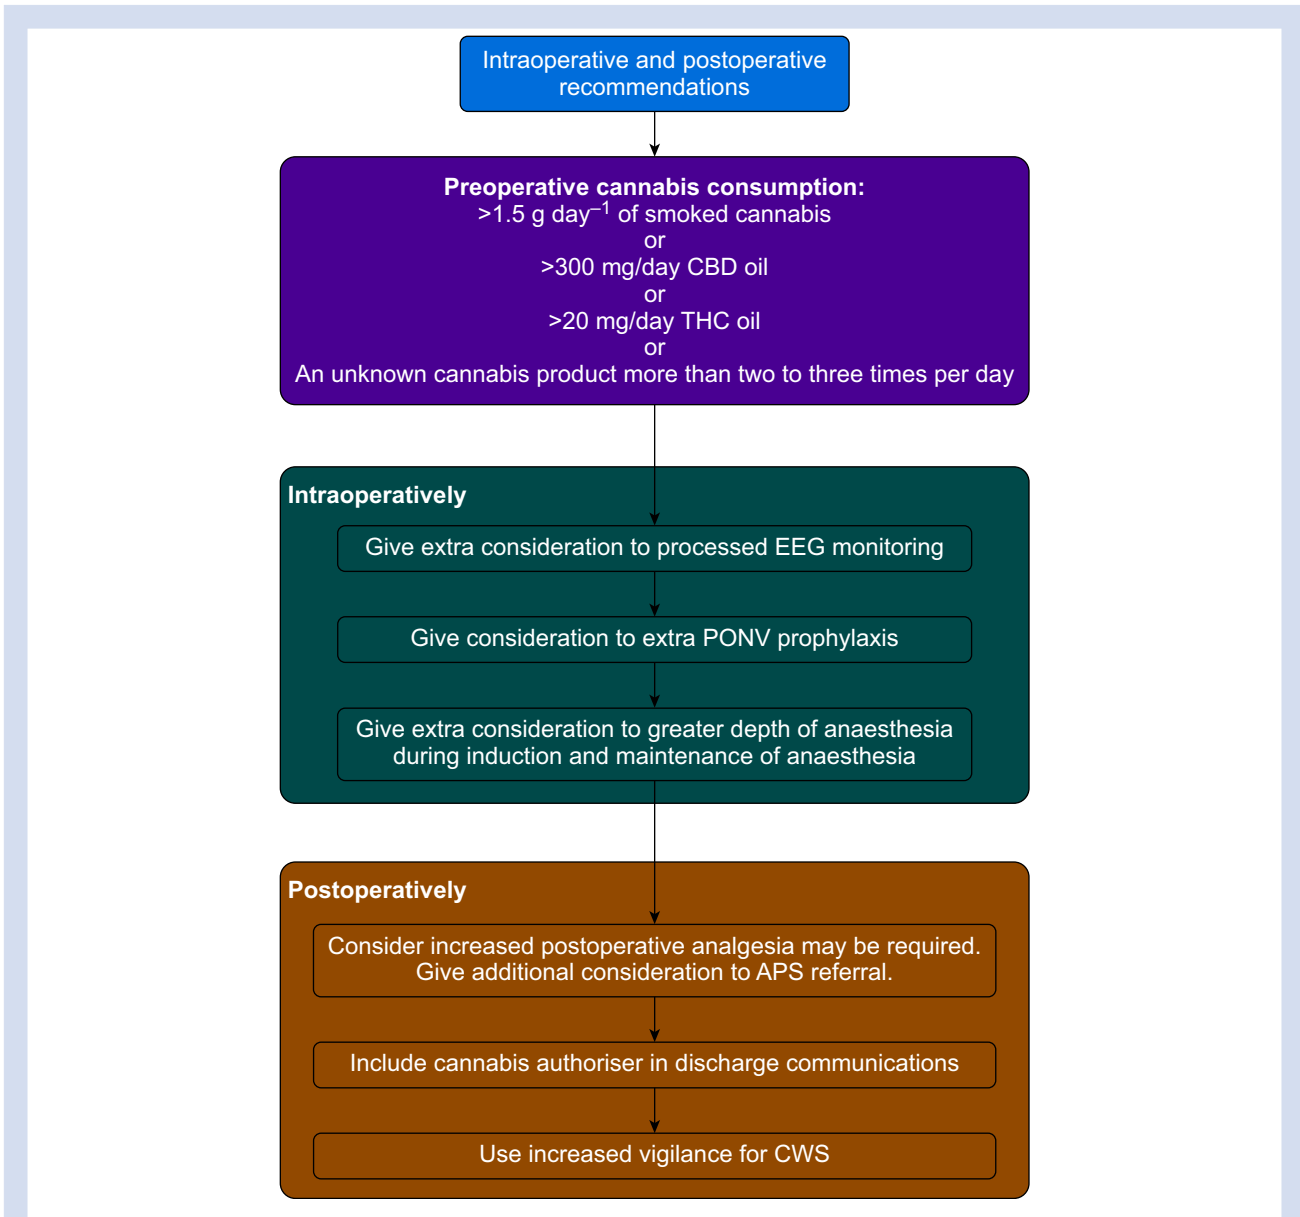 Intraoperative and postoperative
recommendations
Preoperative cannabis consumption:
>1.5 g day⁻¹ of smoked cannabis
or
>300 mg/day CBD oil
or
>20 mg/day THC oil
or
An unknown cannabis product more than two to three times per day
Intraoperatively
Give extra consideration to processed EEG monitoring
Give consideration to extra PONV prophylaxis
Give extra consideration to greater depth of anaesthesia
during induction and maintenance of anaesthesia
Postoperatively
Consider increased postoperative analgesia may be required.
Give additional consideration to APS referral.
Include cannabis authoriser in discharge communications
Use increased vigilance for CWS